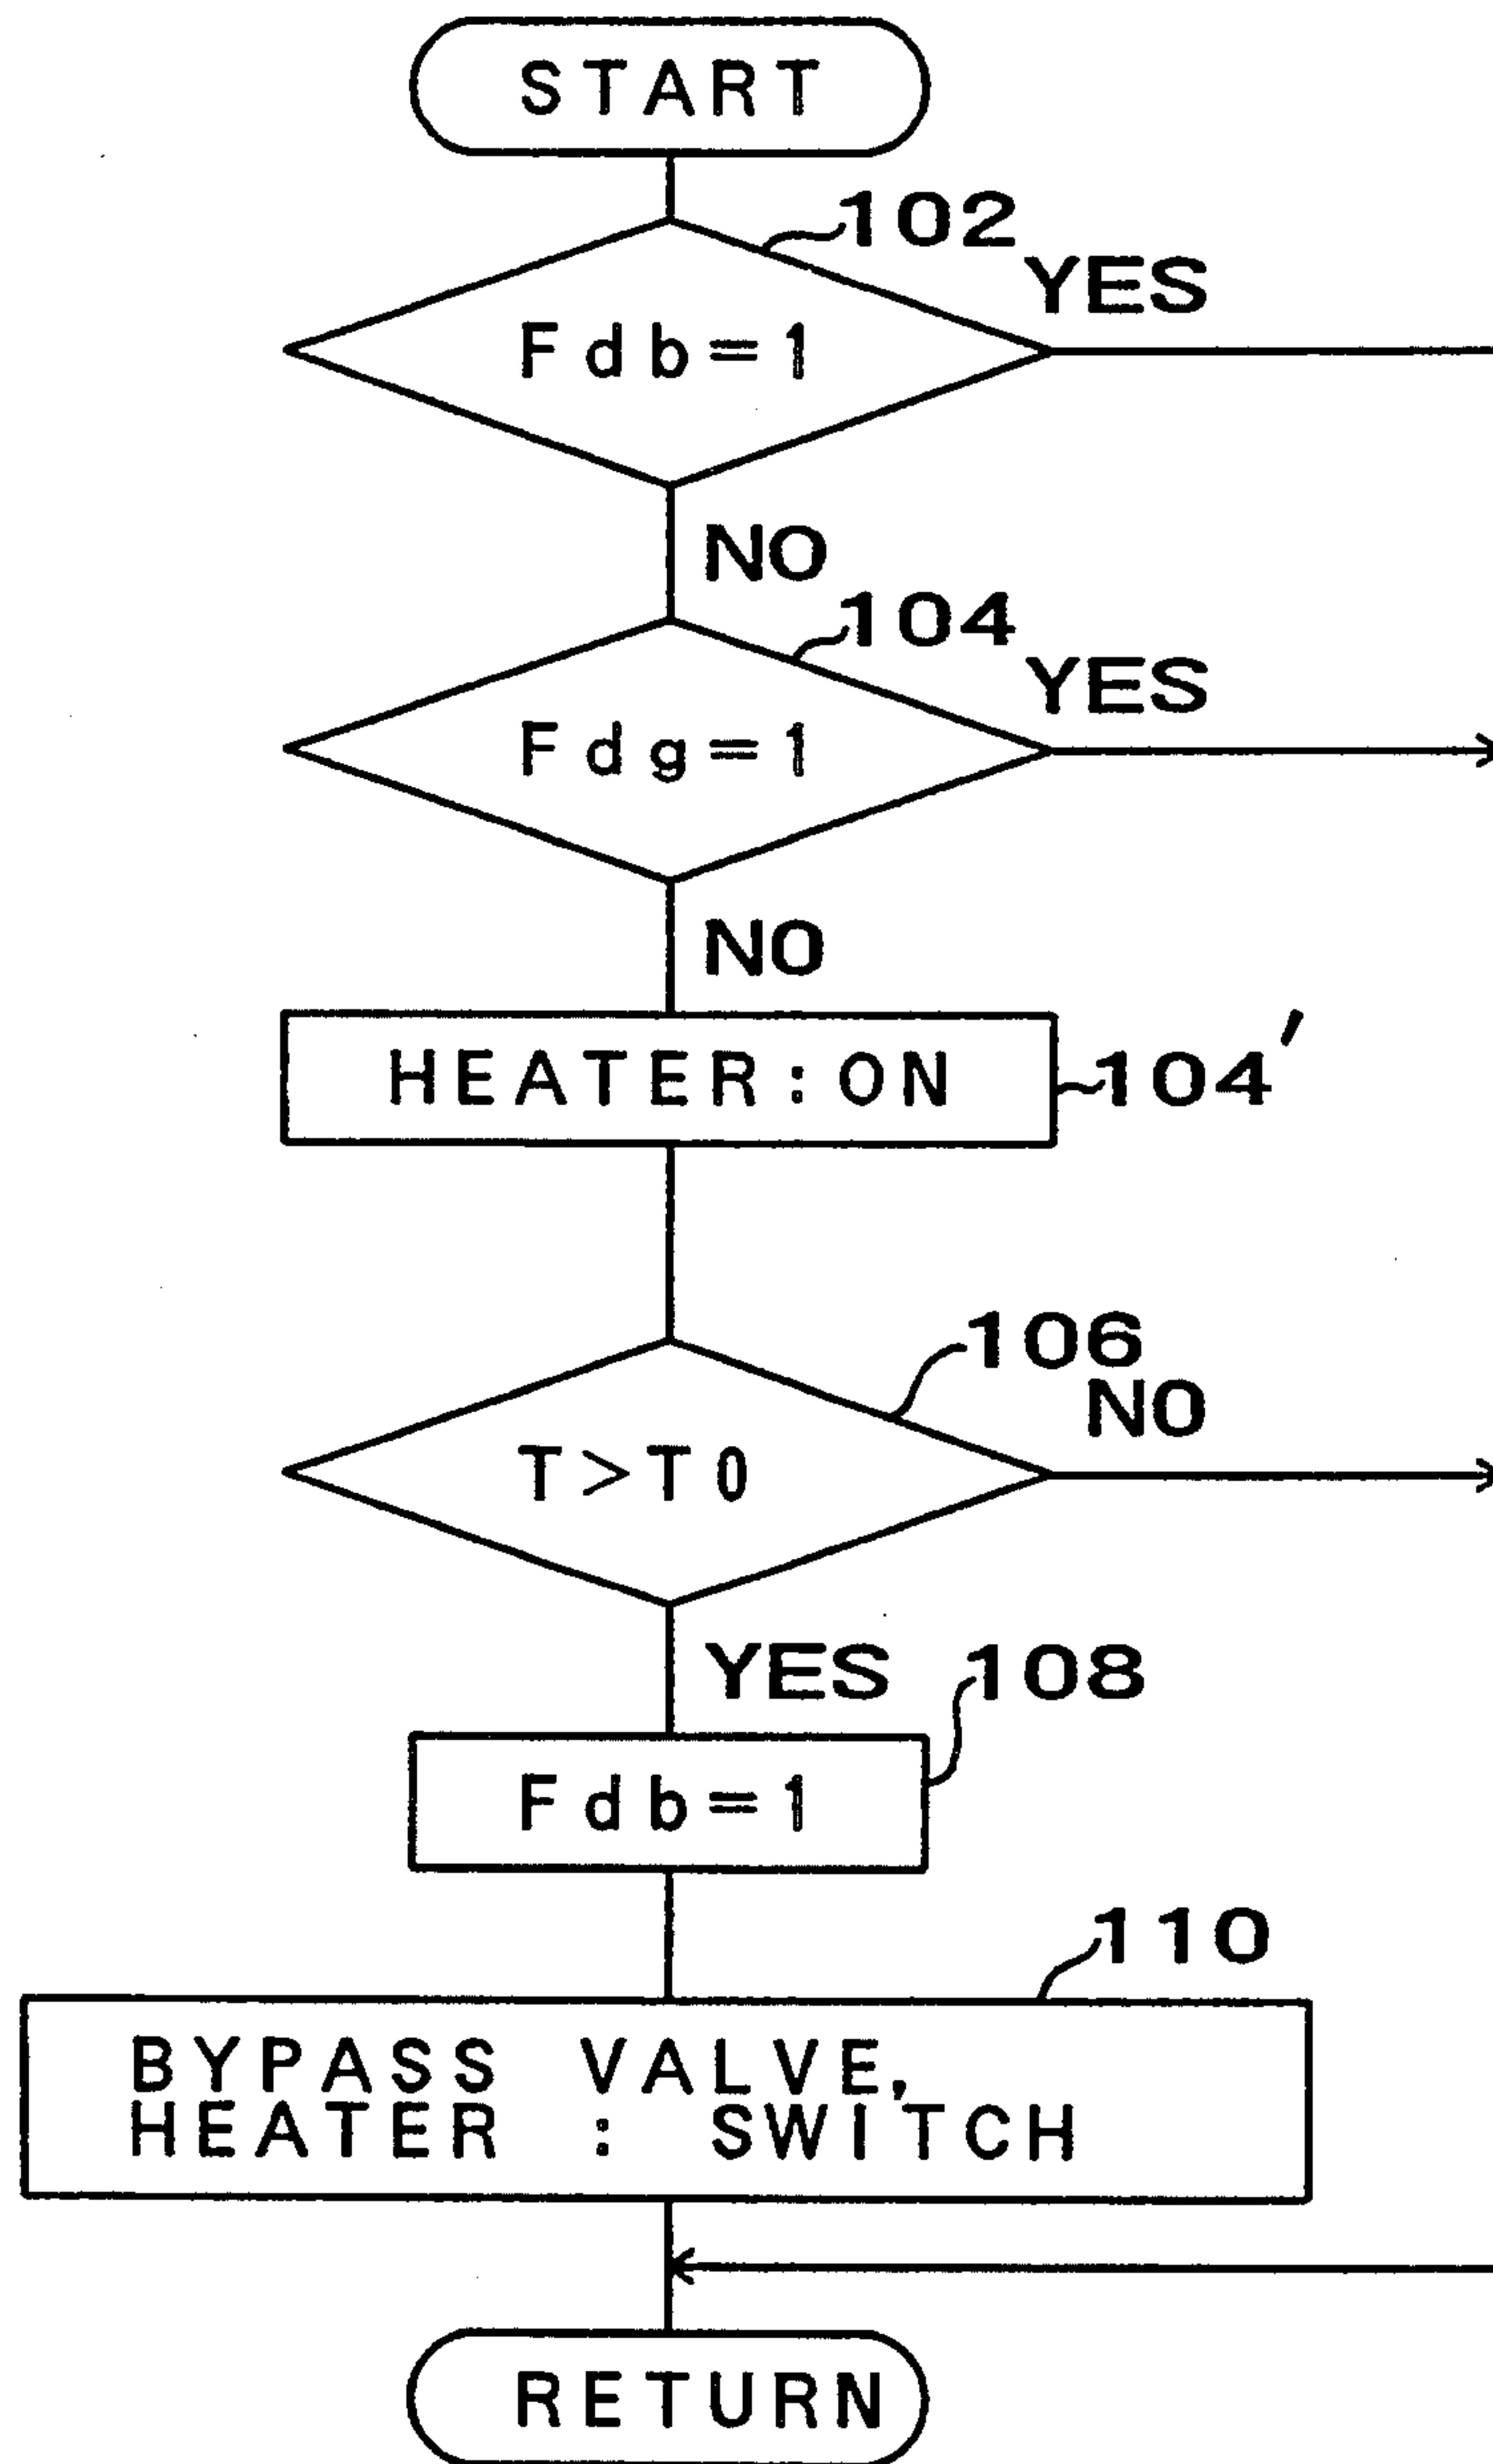 START
102
YES
Fdb=1
NO
104
YES
Fdg=1
NO
HEATER:ON
104'
106
NO
T>T0
YES
108
Fdb=1
110
BYPASS VALVE,
HEATER : SWITCH
RETURN